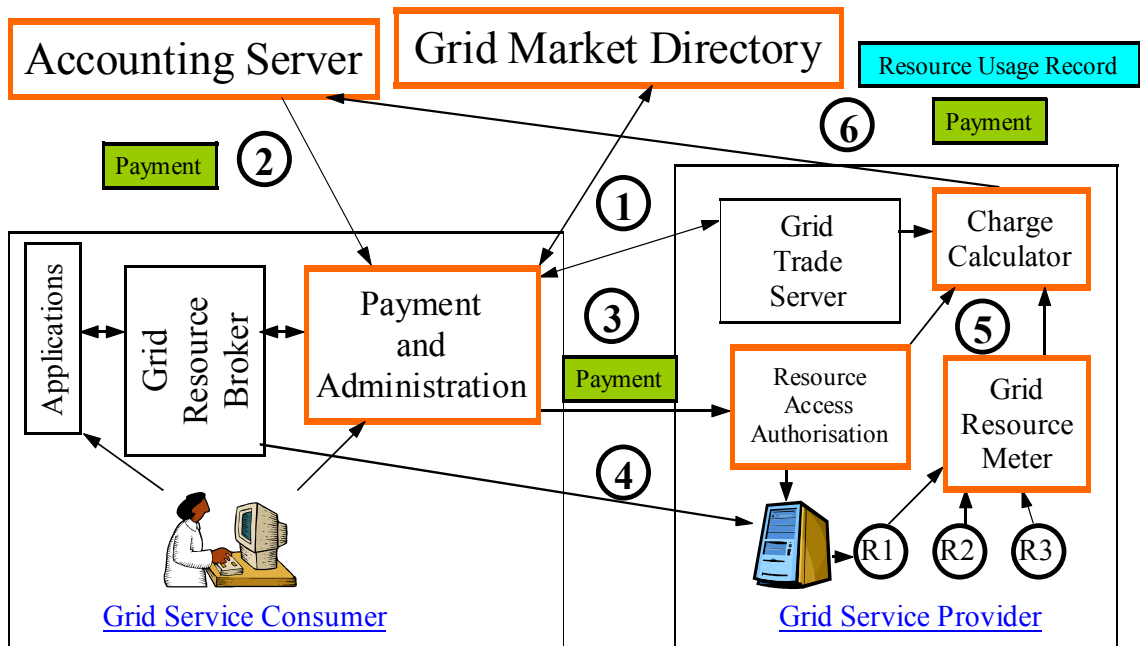 Accounting Server
Grid Market Directory
Resource Usage Record
Payment
6
Payment
2
1
Applications
Grid
Resource
Broker
Payment
and
Administration
3
Payment
4
Grid
Trade
Server
Charge
Calculator
5
Resource
Access
Authorisation
Grid
Resource
Meter
R1
R2
R3
Grid Service Consumer
Grid Service Provider